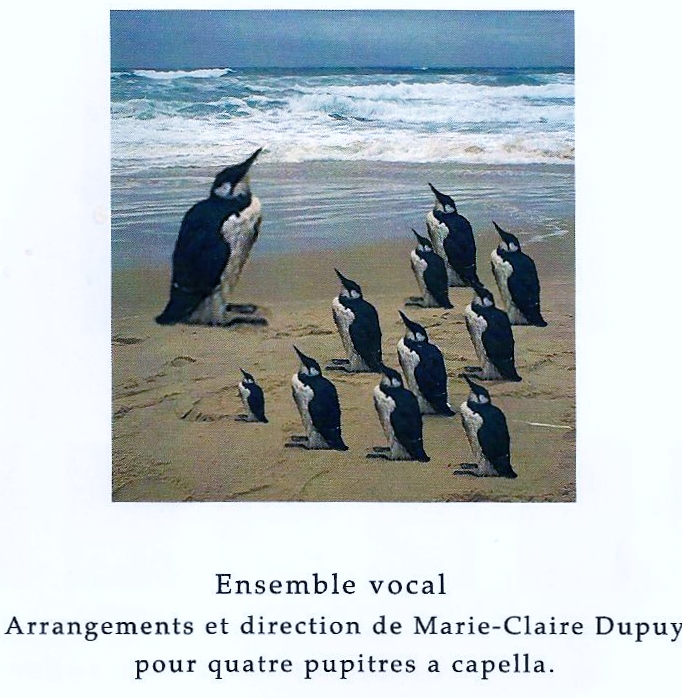 Ensemble vocal
Arrangements et direction de Marie-Claire Dupuy
pour quatre pupitres a capella.